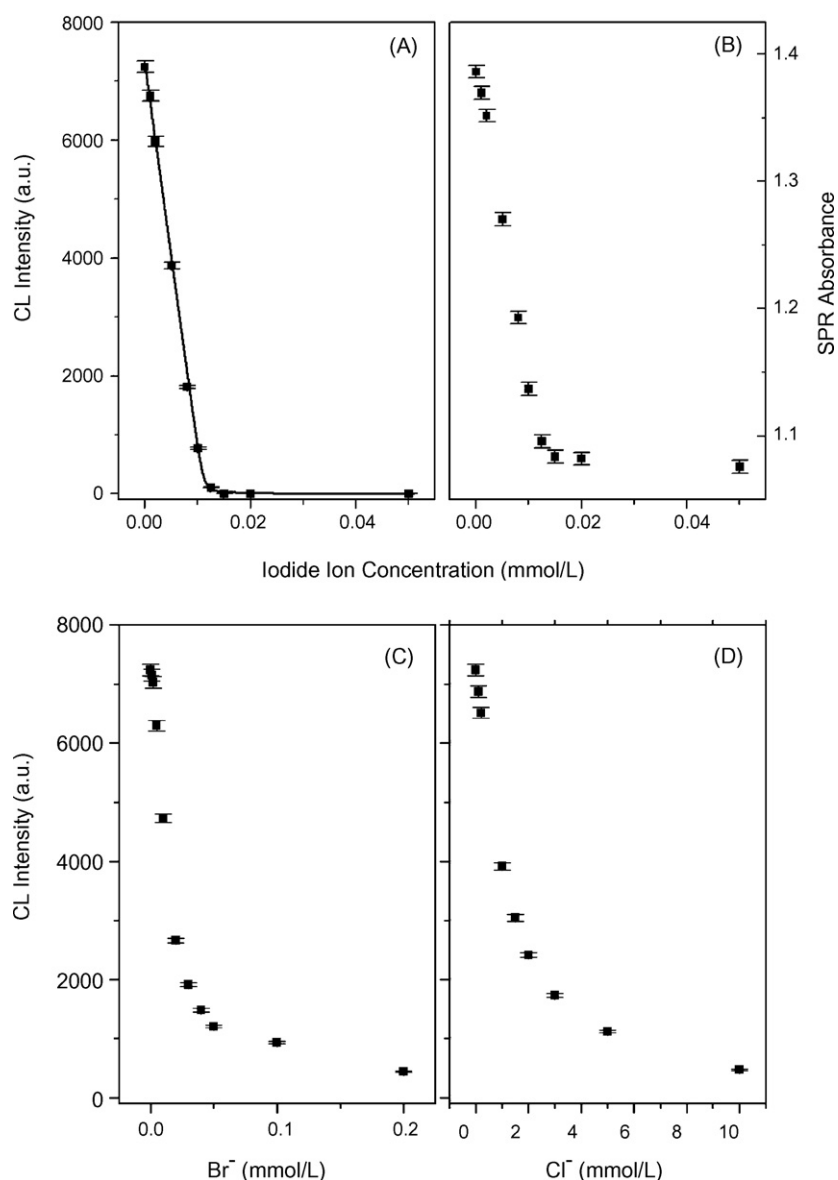 8000
6000
4000
2000
0
CL Intensity (a.u.)
(A)
0.00 0.02 0.04
(B)
1.4
1.3
1.2
1.1
SPR Absorbance
0.00 0.02 0.04
Iodide Ion Concentration (mmol/L)
8000
6000
4000
2000
0
CL Intensity (a.u.)
(C)
0.0 0.1 0.2
Br⁻ (mmol/L)
(D)
0 2 4 6 8 10
Cl⁻ (mmol/L)